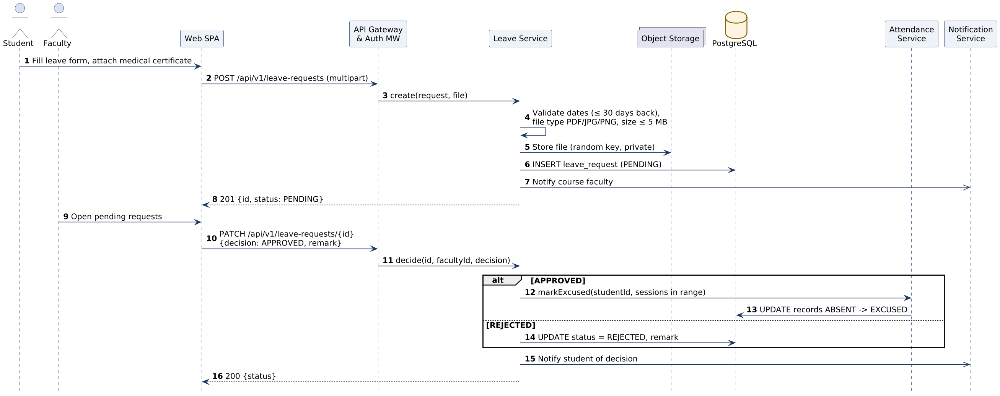 Student
Faculty
Web SPA
API Gateway
& Auth MW
Leave Service
Object Storage
PostgreSQL
Attendance
Service
Notification
Service
1 Fill leave form, attach medical certificate
2 POST /api/v1/leave-requests (multipart)
3 create(request, file)
4 Validate dates (≤ 30 days back),
file type PDF/JPG/PNG, size ≤ 5 MB
5 Store file (random key, private)
6 INSERT leave_request (PENDING)
7 Notify course faculty
8 201 {id, status: PENDING}
9 Open pending requests
10 PATCH /api/v1/leave-requests/{id}
{decision: APPROVED, remark}
11 decide(id, facultyId, decision)
alt [APPROVED]
12 markExcused(studentId, sessions in range)
13 UPDATE records ABSENT -> EXCUSED
[REJECTED]
14 UPDATE status = REJECTED, remark
15 Notify student of decision
16 200 {status}